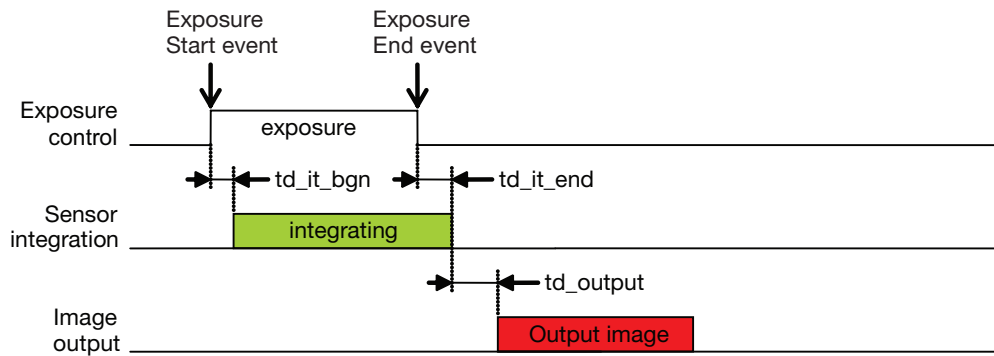 Exposure
Start event
Exposure
End event
Exposure
control
exposure
td_it_bgn
td_it_end
Sensor
integration
integrating
td_output
Image
output
Output image